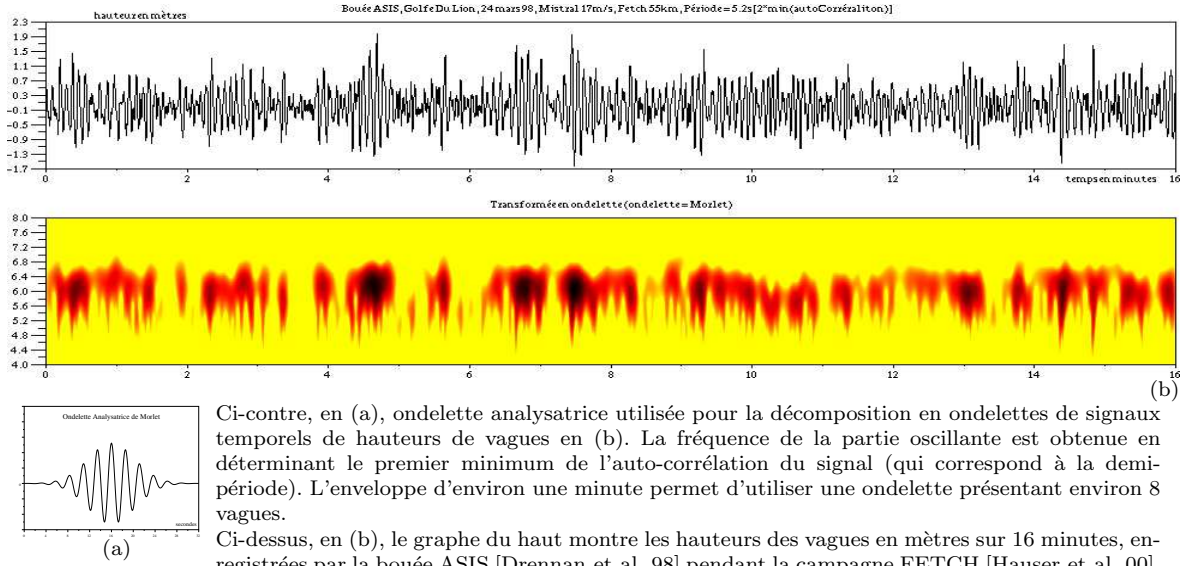 Bouée ASIS, Golfe Du Lion, 24 mars 98, Mistral 17m/s, Fetch 55km, Période = 5.2s [2*min(autoCorréraliton)]
hauteur en mètres
2.3
1.9
1.5
1.1
0.7
0.3
-0.1
-0.5
-0.9
-1.3
-1.7
0 2 4 6 8 10 12 14 16
temps en minutes
Transformée en ondelette (ondelette = Morlet)
8.0
7.6
7.2
6.8
6.4
6.0
5.6
5.2
4.8
4.4
4.0
0 2 4 6 8 10 12 14 16
(b)
Ondelette Analysatrice de Morlet
secondes
(a)
Ci-contre, en (a), ondelette analysatrice utilisée pour la décomposition en ondelettes de signaux
temporels de hauteurs de vagues en (b). La fréquence de la partie oscillante est obtenue en
déterminant le premier minimum de l'auto-corrélation du signal (qui correspond à la demi-
période). L'enveloppe d'environ une minute permet d'utiliser une ondelette présentant environ 8
vagues.
Ci-dessus, en (b), le graphe du haut montre les hauteurs des vagues en mètres sur 16 minutes, en-
registrées par la bouée ASIS [Drennan et al. 98] pendant la campagne FETCH [Hauser et al. 00].